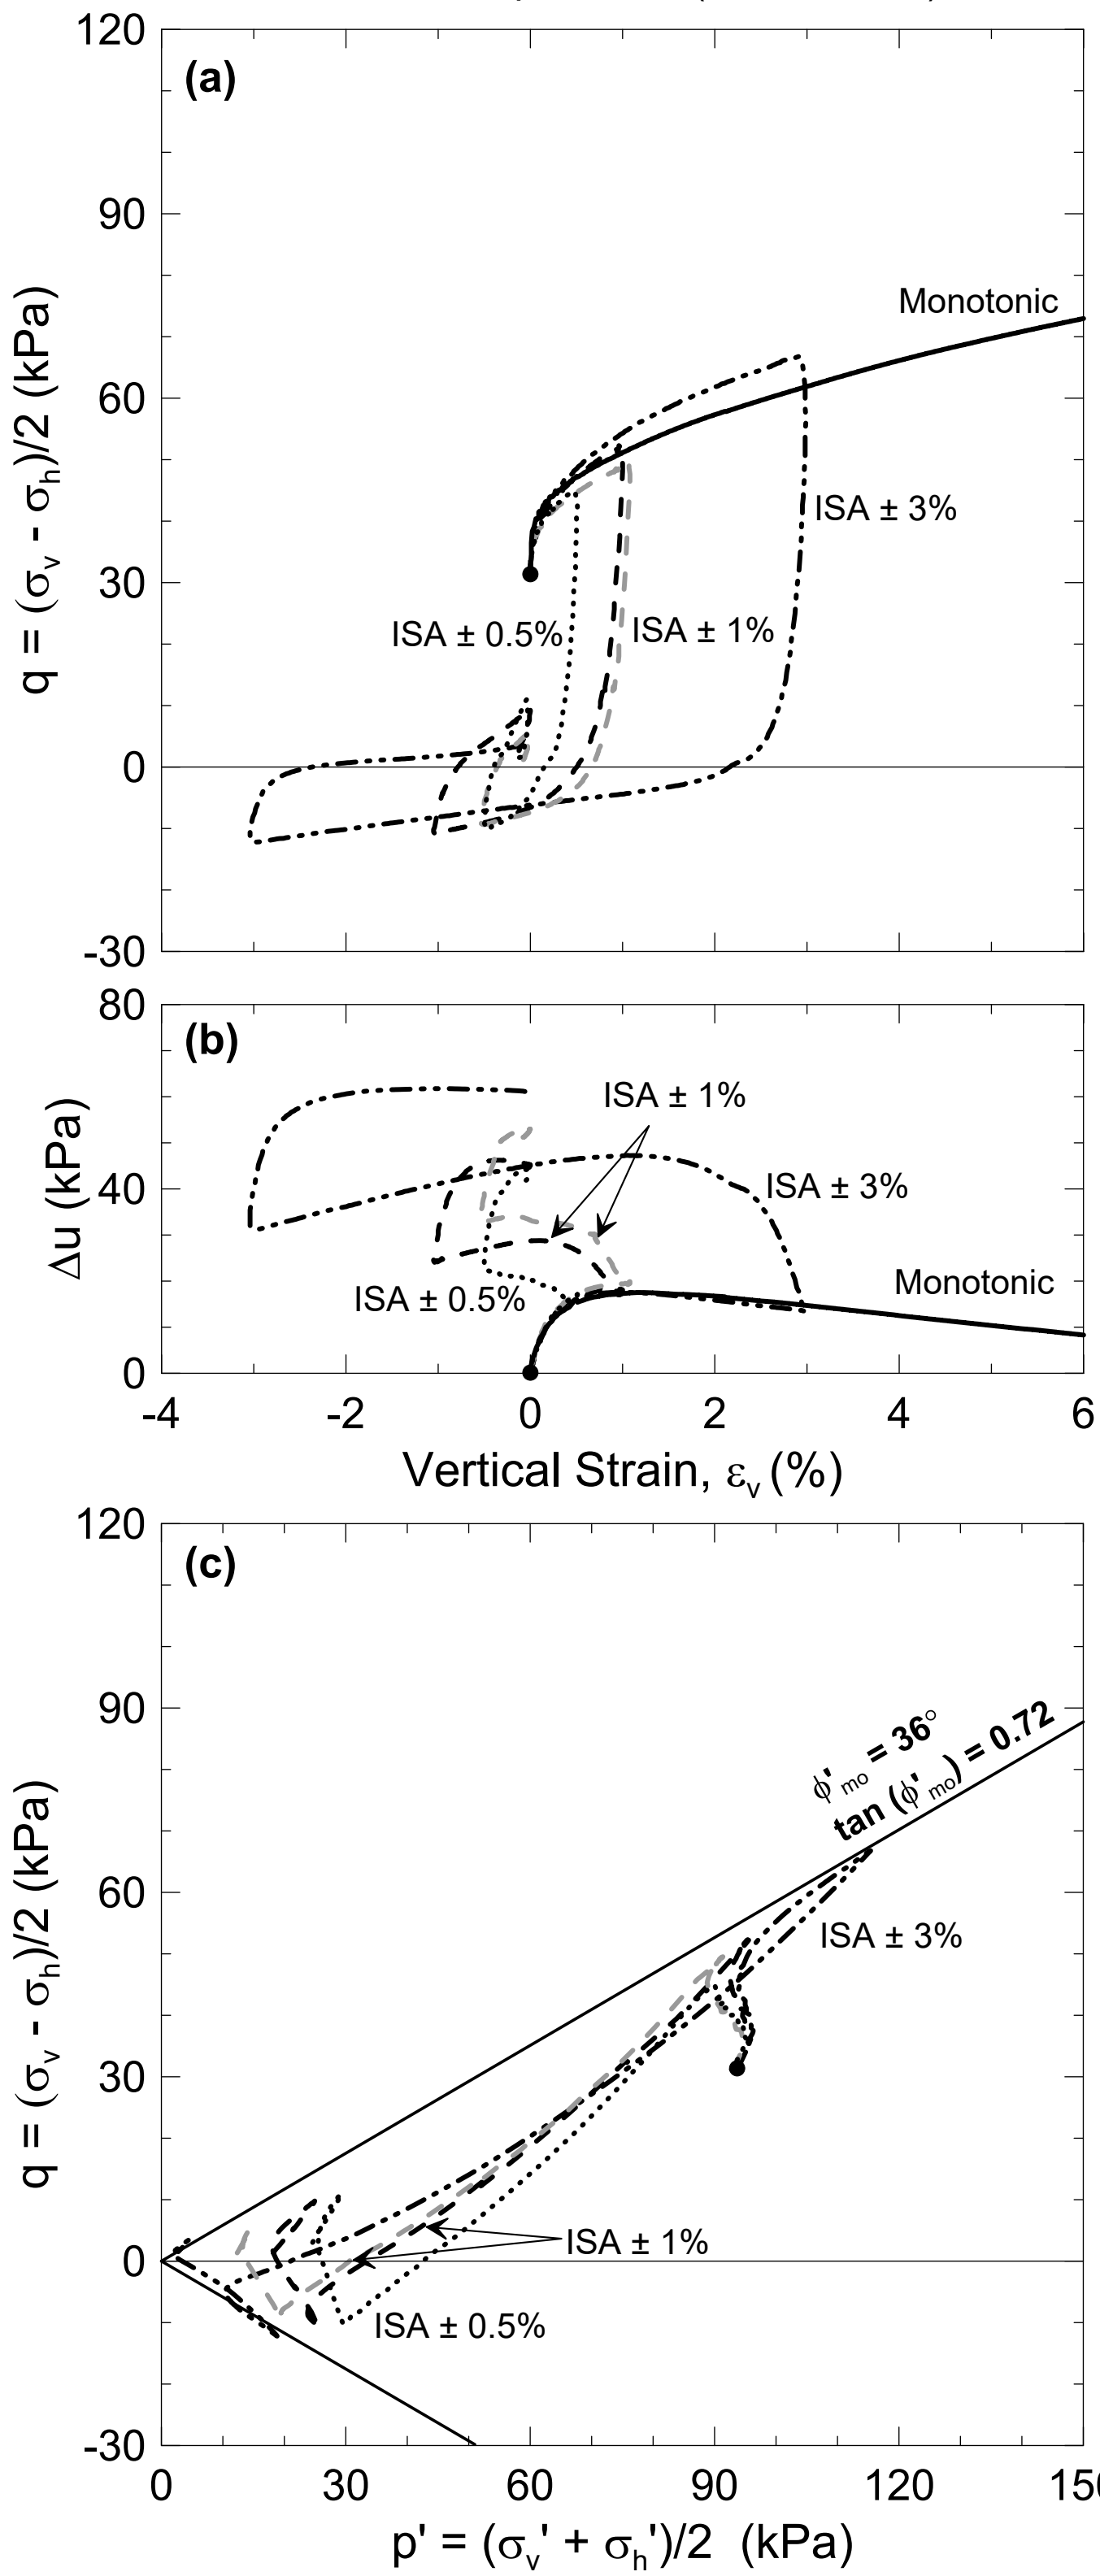 120
(a)
90
Monotonic
60
ISA ± 3%
30
ISA ± 0.5%
ISA ± 1%
0
-30
q = (σv - σh)/2 (kPa)
80
(b)
ISA ± 1%
40
ISA ± 3%
ISA ± 0.5%
Monotonic
0
Δu (kPa)
-4 -2 0 2 4 6
Vertical Strain, εv (%)
120
(c)
90
ϕ'mo = 36°
tan (ϕ'mo) = 0.72
60
ISA ± 3%
30
ISA ± 1%
0
ISA ± 0.5%
-30
q = (σv - σh)/2 (kPa)
0 30 60 90 120
p' = (σv' + σh')/2 (kPa)